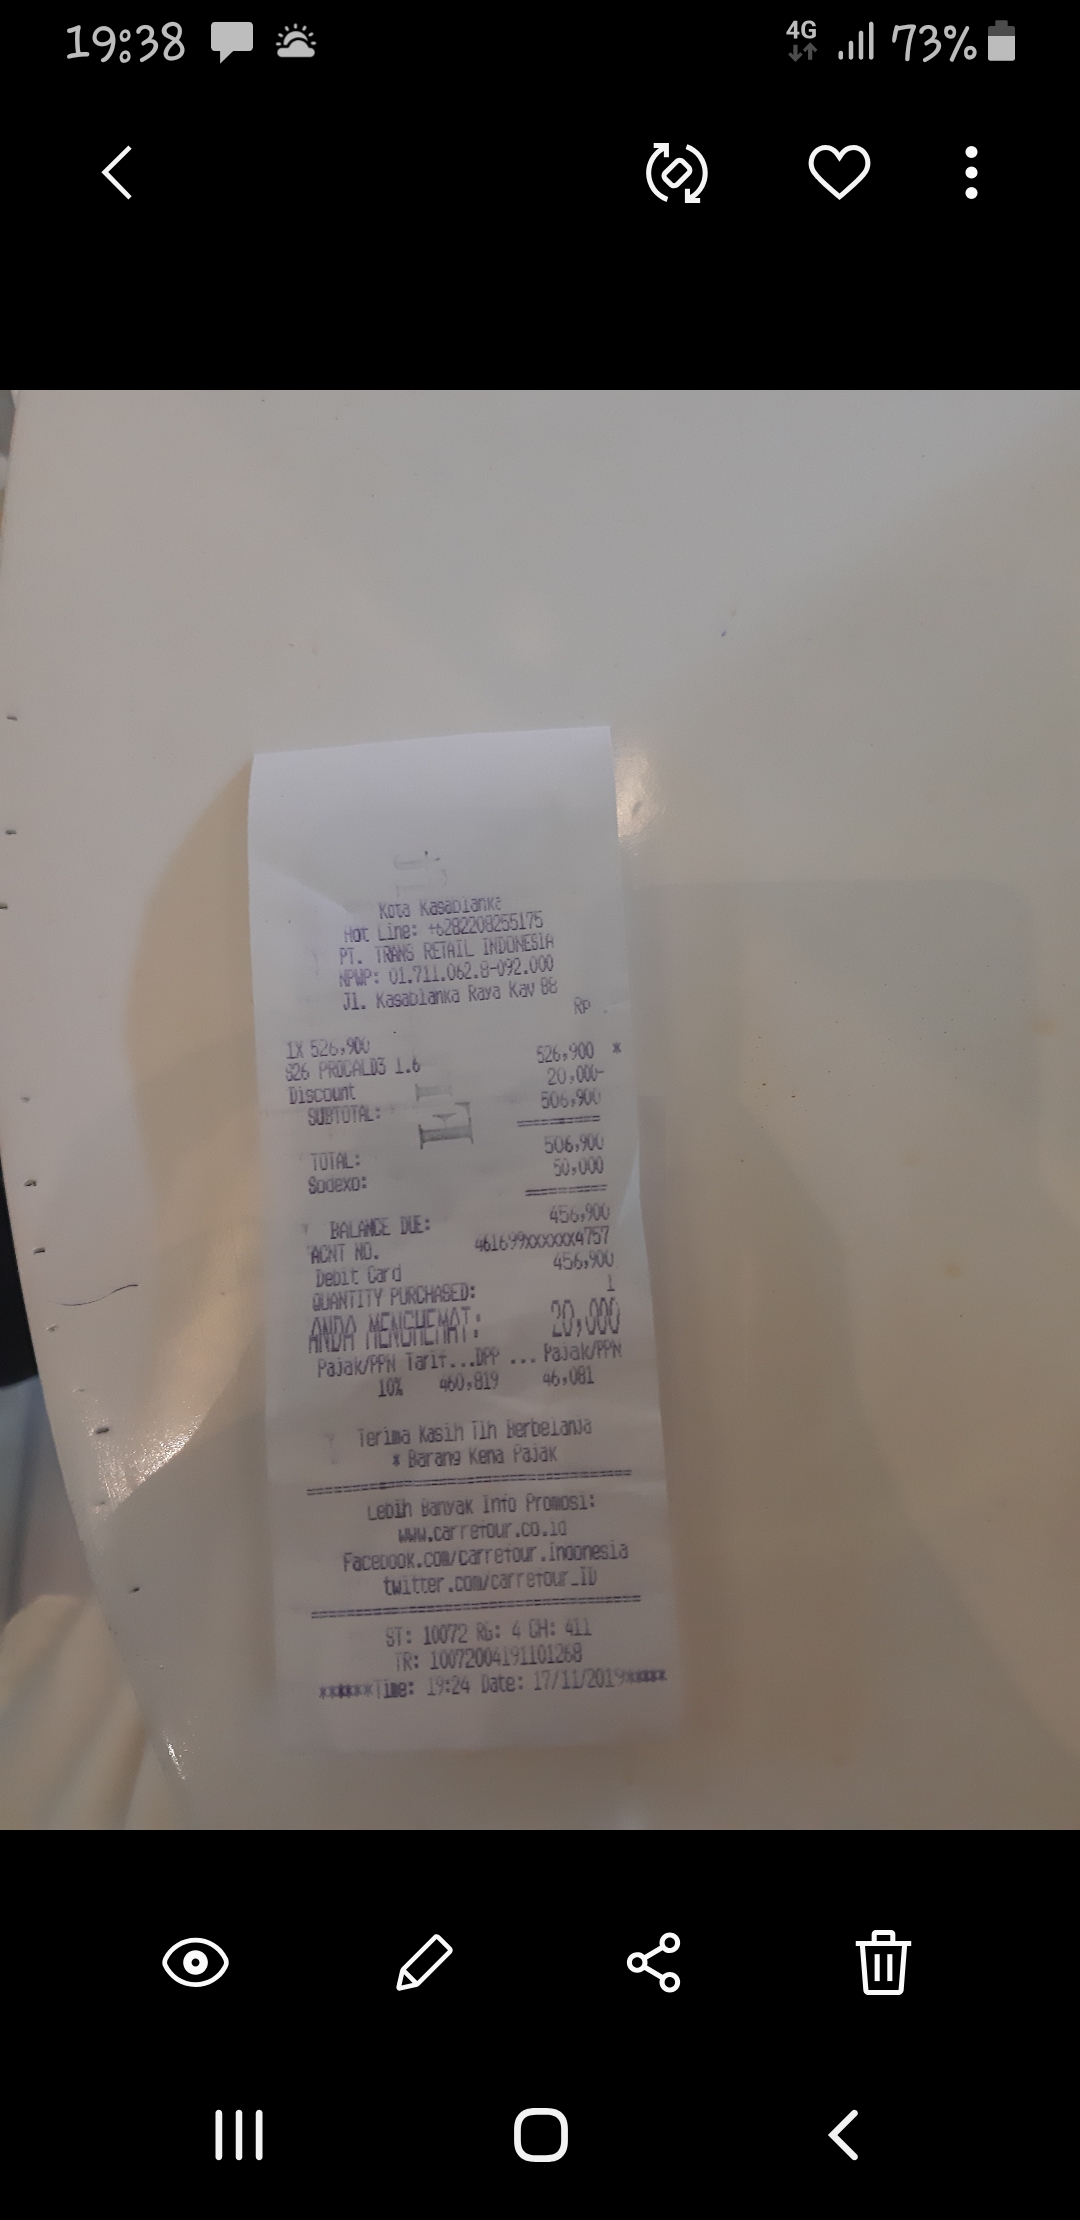 19:38 4G 73%
Kota Kasablanka
Hot Line: +6282208255175
PT. TRANS RETAIL INDONESIA
NPWP: 01.711.062.8-092.000
Jl. Kasablanka Raya Kav 88
Rp
1X 526,900
S26 PROCALD3 1.6 526,900 *
Discount 20,000-
SUBTOTAL: 506,900
==========
TOTAL: 506,900
Sodexo: 50,000
==========
BALANCE DUE: 456,900
ACNT NO. 461699xxxxxx4757
Debit Card 456,900
QUANTITY PURCHASED: 1
ANDA MENGHEMAT: 20,000
Pajak/PPN Tarif...DPP ... Pajak/PPN
10% 460,819 46,081
Terima Kasih Tlh Berbelanja
* Barang Kena Pajak
Lebih Banyak Info Promosi:
www.carrefour.co.id
Facebook.com/carrefour.indonesia
twitter.com/carrefour_ID
ST: 10072 RG: 4 CH: 411
TR: 10072004191101268
******Time: 19:24 Date: 17/11/2019*****